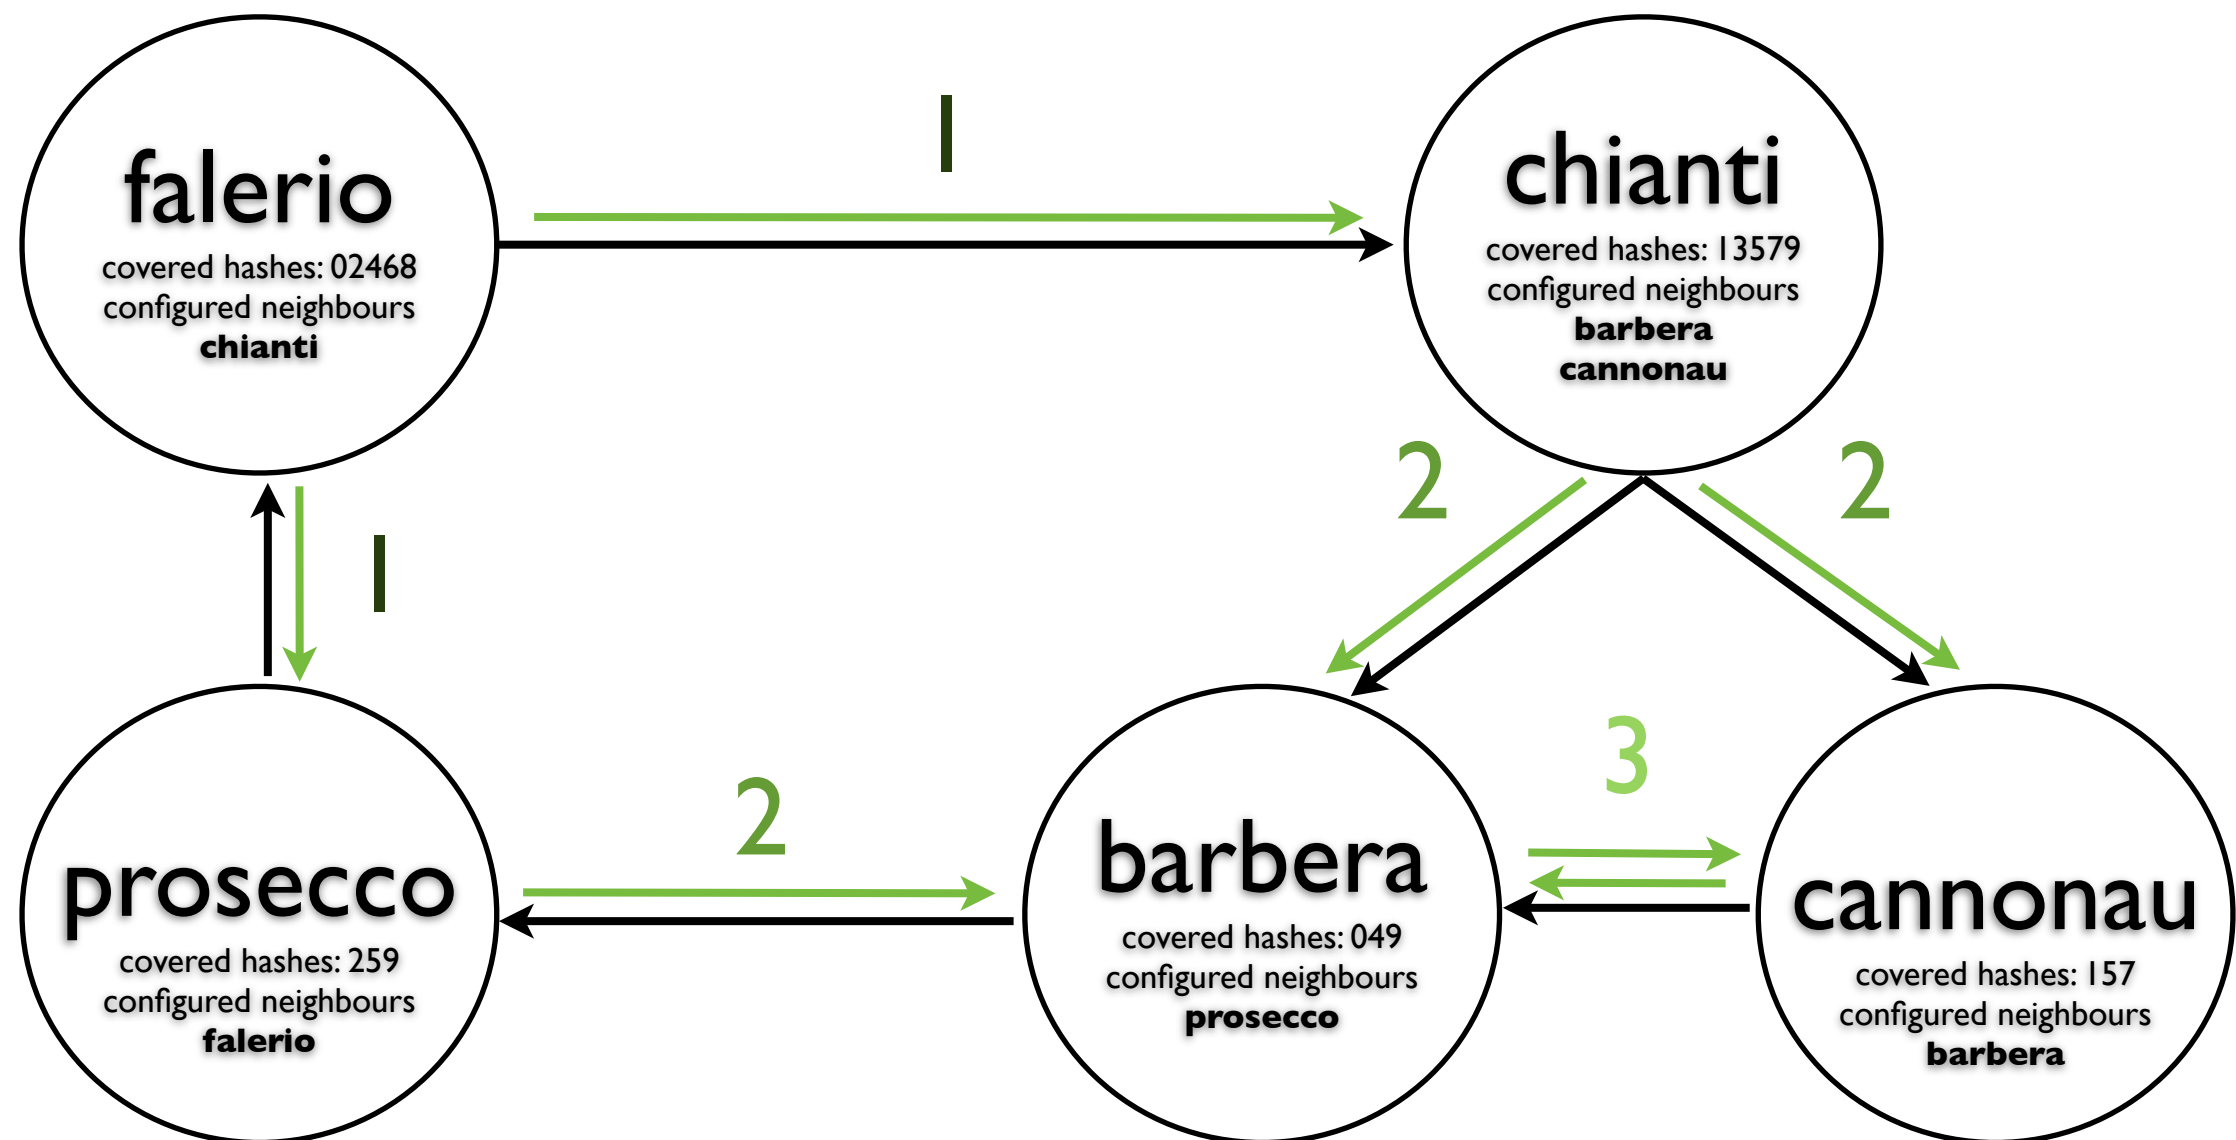 falerio
covered hashes: 02468
configured neighbours
chianti
1
chianti
covered hashes: 13579
configured neighbours
barbera
cannonau
2
2
1
3
2
prosecco
covered hashes: 259
configured neighbours
falerio
barbera
covered hashes: 049
configured neighbours
prosecco
cannonau
covered hashes: 157
configured neighbours
barbera